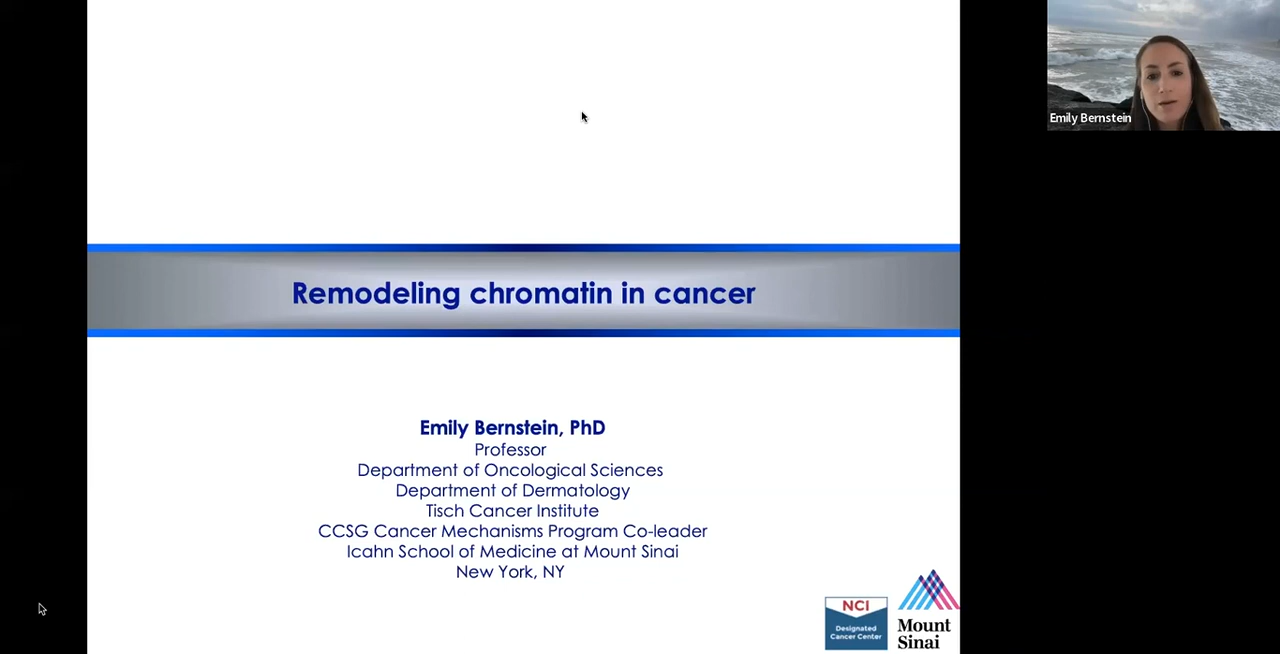 Remodeling chromatin in cancer
Emily Bernstein, PhD
Professor
Department of Oncological Sciences
Department of Dermatology
Tisch Cancer Institute
CCSG Cancer Mechanisms Program Co-leader
Icahn School of Medicine at Mount Sinai
New York, NY
NCI
Designated
Cancer Center
Mount
Sinai
Emily Bernstein